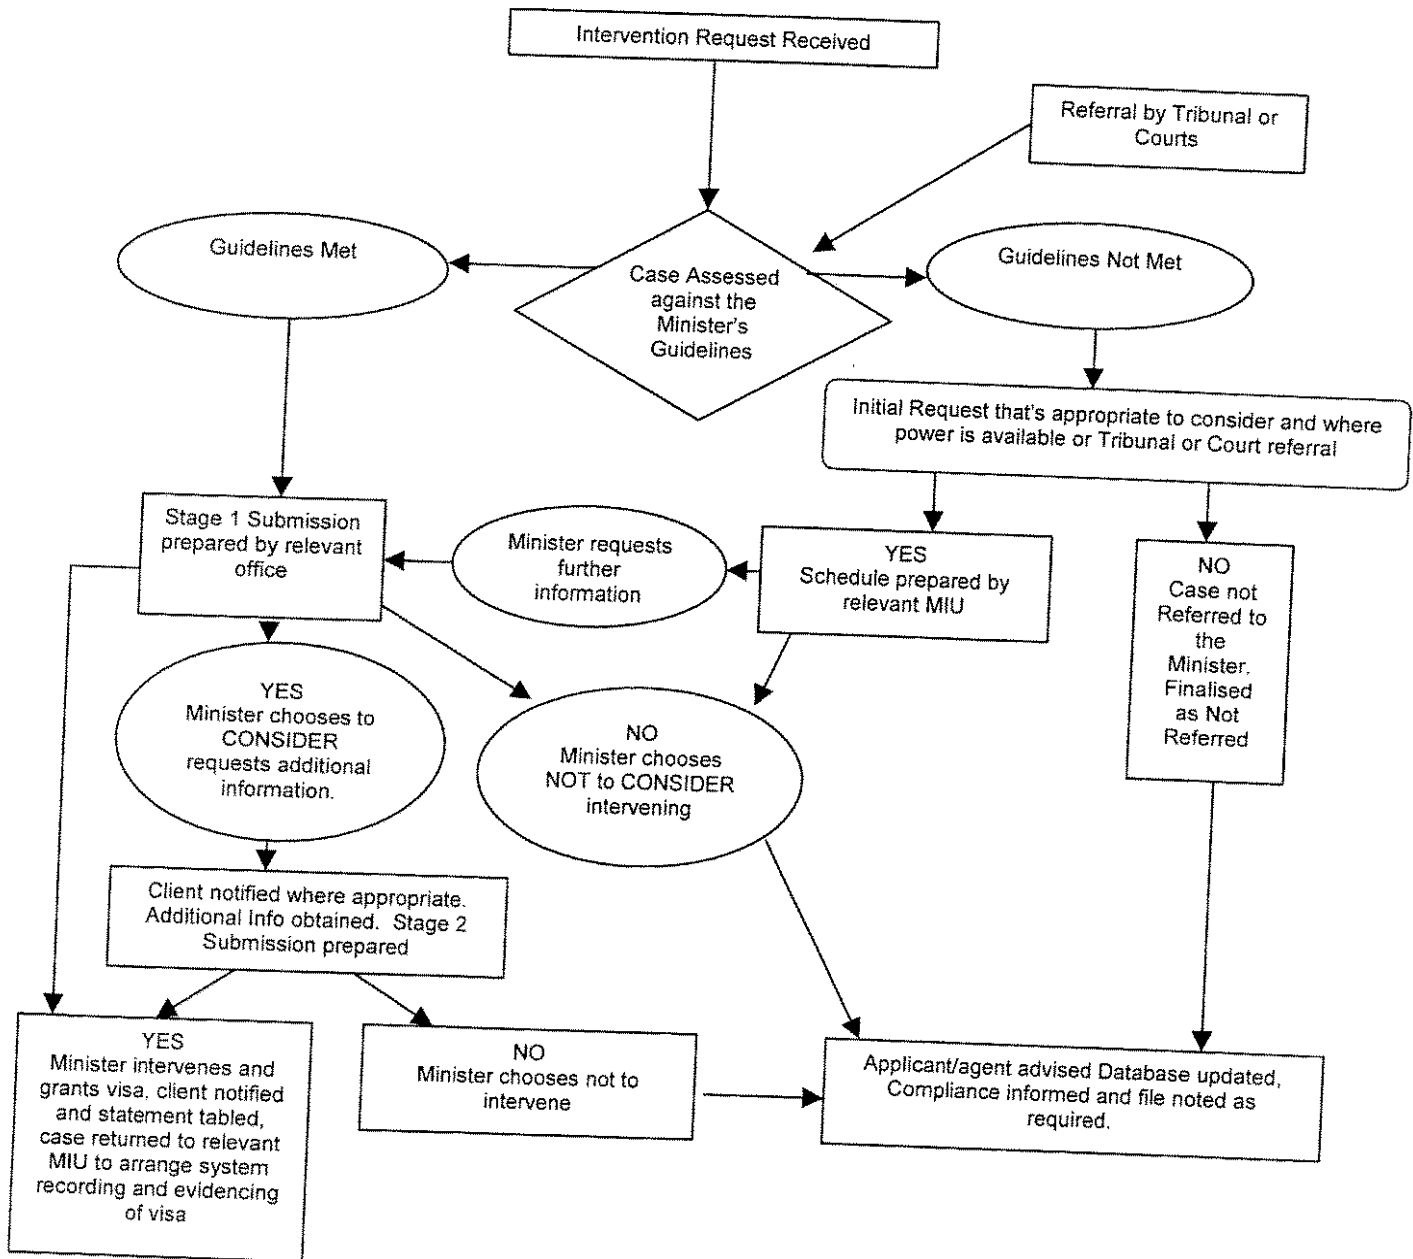 Intervention Request Received
Referral by Tribunal or
Courts
Guidelines Met
Case Assessed
against the
Minister's
Guidelines
Guidelines Not Met
Initial Request that's appropriate to consider and where
power is available or Tribunal or Court referral
Stage 1 Submission
prepared by relevant
office
Minister requests
further
information
YES
Schedule prepared by
relevant MIU
NO
Case not
Referred to
the
Minister.
Finalised
as Not
Referred
YES
Minister chooses to
CONSIDER
requests additional
information.
NO
Minister chooses
NOT to CONSIDER
intervening
Client notified where appropriate.
Additional Info obtained. Stage 2
Submission prepared
YES
Minister intervenes and
grants visa, client notified
and statement tabled,
case returned to relevant
MIU to arrange system
recording and evidencing
of visa
NO
Minister chooses not to
intervene
Applicant/agent advised Database updated,
Compliance informed and file noted as
required.